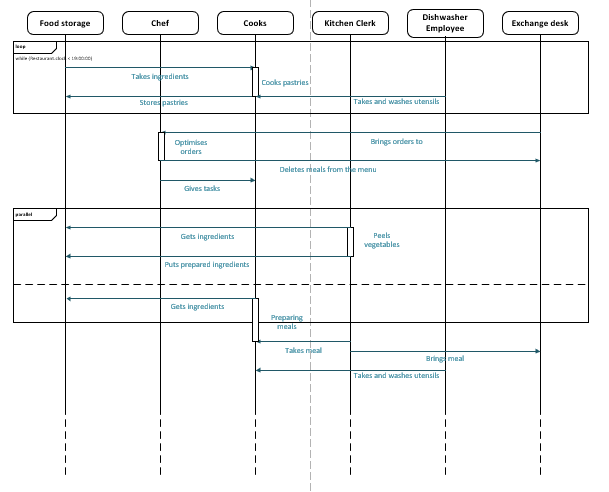 Food storage
Chef
Cooks
Kitchen Clerk
Dishwasher
Employee
Exchange desk
loop
while (Restaurant.clock < 19:00:00)
Takes ingredients
Cooks pastries
Stores pastries
Takes and washes utensils
Optimises
orders
Brings orders to
Deletes meals from the menu
Gives tasks
parallel
Gets ingredients
Peels
vegetables
Puts prepared ingredients
Gets ingredients
Preparing
meals
Takes meal
Brings meal
Takes and washes utensils